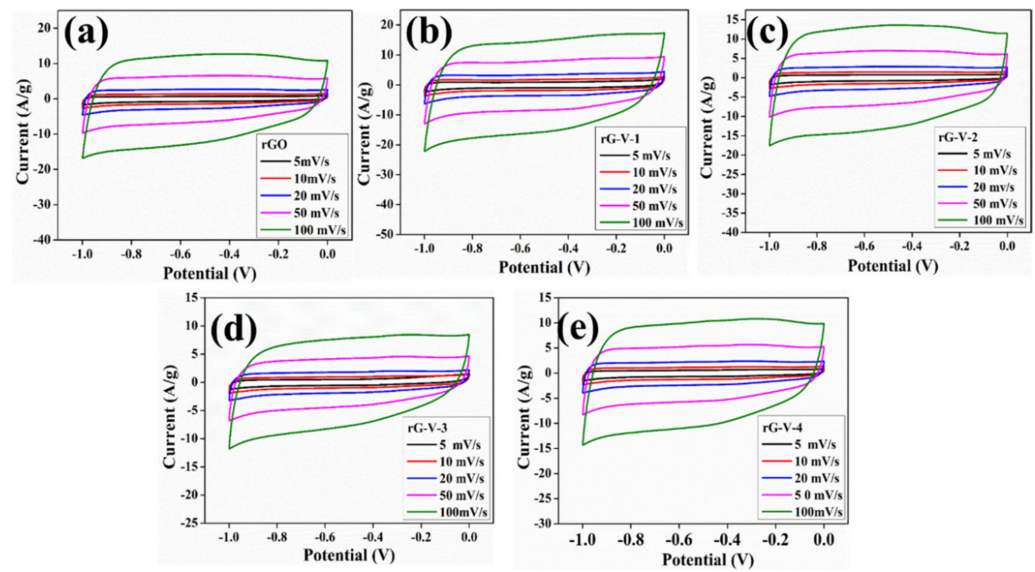 (a)
Current (A/g)
20
10
0
-10
-20
-30
-40
-1.0 -0.8 -0.6 -0.4 -0.2 0.0
Potential (V)
rGO
5mV/s
10mV/s
20 mV/s
50 mV/s
100 mV/s
(b)
Current (A/g)
25
20
10
0
-10
-20
-30
-40
-50
-1.0 -0.8 -0.6 -0.4 -0.2 0.0
Potential (V)
rG-V-1
5 mV/s
10 mV/s
20 mV/s
50 mV/s
100 mV/s
(c)
Current (A/g)
15
10
5
0
-5
-10
-15
-20
-25
-30
-35
-40
-1.0 -0.8 -0.6 -0.4 -0.2 0.0
Potential (V)
rG-V-2
5 mV/s
10 mV/s
20 mv/s
50 mV/s
100 mV/s
(d)
Current (A/g)
15
10
5
0
-5
-10
-15
-20
-25
-1.0 -0.8 -0.6 -0.4 -0.2 0.0
Potential (V)
rG-V-3
5 mV/s
10 mV/s
20 mV/s
50 mV/s
100mV/s
(e)
Current (A/g)
15
10
5
0
-5
-10
-15
-20
-25
-30
-1.0 -0.8 -0.6 -0.4 -0.2 0.0
Potential (V)
rG-V-4
5 mV/s
10 mV/s
20 mV/s
5 0 mV/s
100mV/s